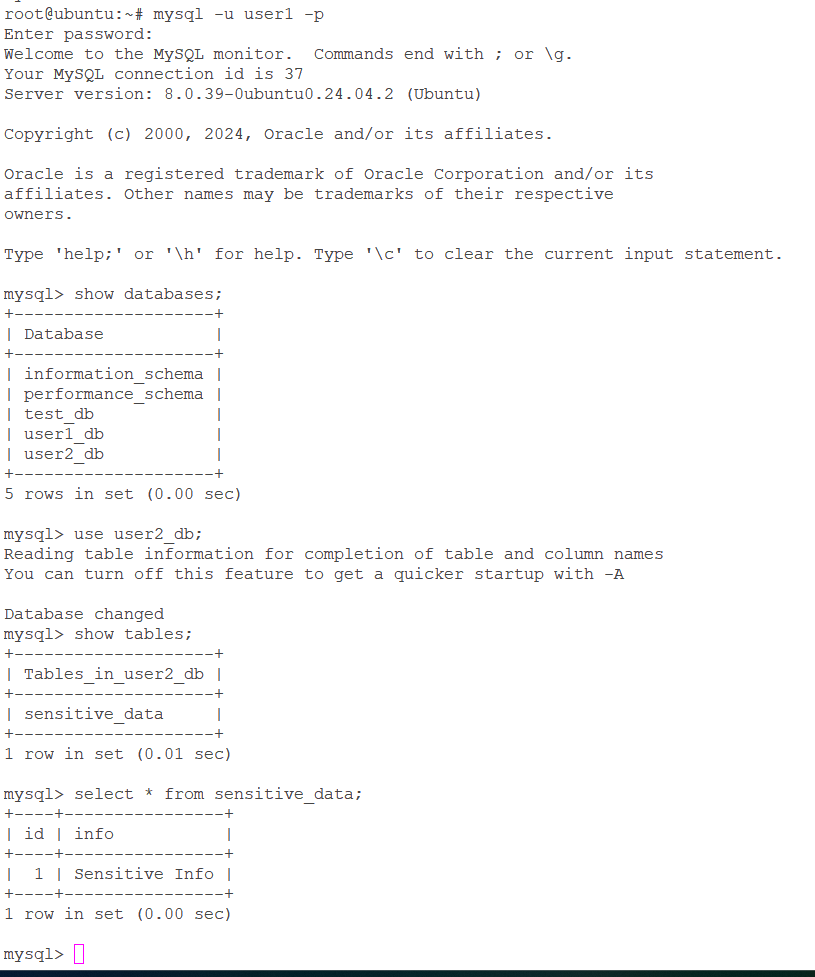 root@ubuntu:~# mysql -u user1 -p
Enter password:
Welcome to the MySQL monitor.  Commands end with ; or \g.
Your MySQL connection id is 37
Server version: 8.0.39-0ubuntu0.24.04.2 (Ubuntu)

Copyright (c) 2000, 2024, Oracle and/or its affiliates.

Oracle is a registered trademark of Oracle Corporation and/or its
affiliates. Other names may be trademarks of their respective
owners.

Type 'help;' or '\h' for help. Type '\c' to clear the current input statement.

mysql> show databases;
+--------------------+
| Database           |
+--------------------+
| information_schema |
| performance_schema |
| test_db            |
| user1_db           |
| user2_db           |
+--------------------+
5 rows in set (0.00 sec)

mysql> use user2_db;
Reading table information for completion of table and column names
You can turn off this feature to get a quicker startup with -A

Database changed
mysql> show tables;
+--------------------+
| Tables_in_user2_db |
+--------------------+
| sensitive_data     |
+--------------------+
1 row in set (0.01 sec)

mysql> select * from sensitive_data;
+----+----------------+
| id | info           |
+----+----------------+
|  1 | Sensitive Info |
+----+----------------+
1 row in set (0.00 sec)

mysql>